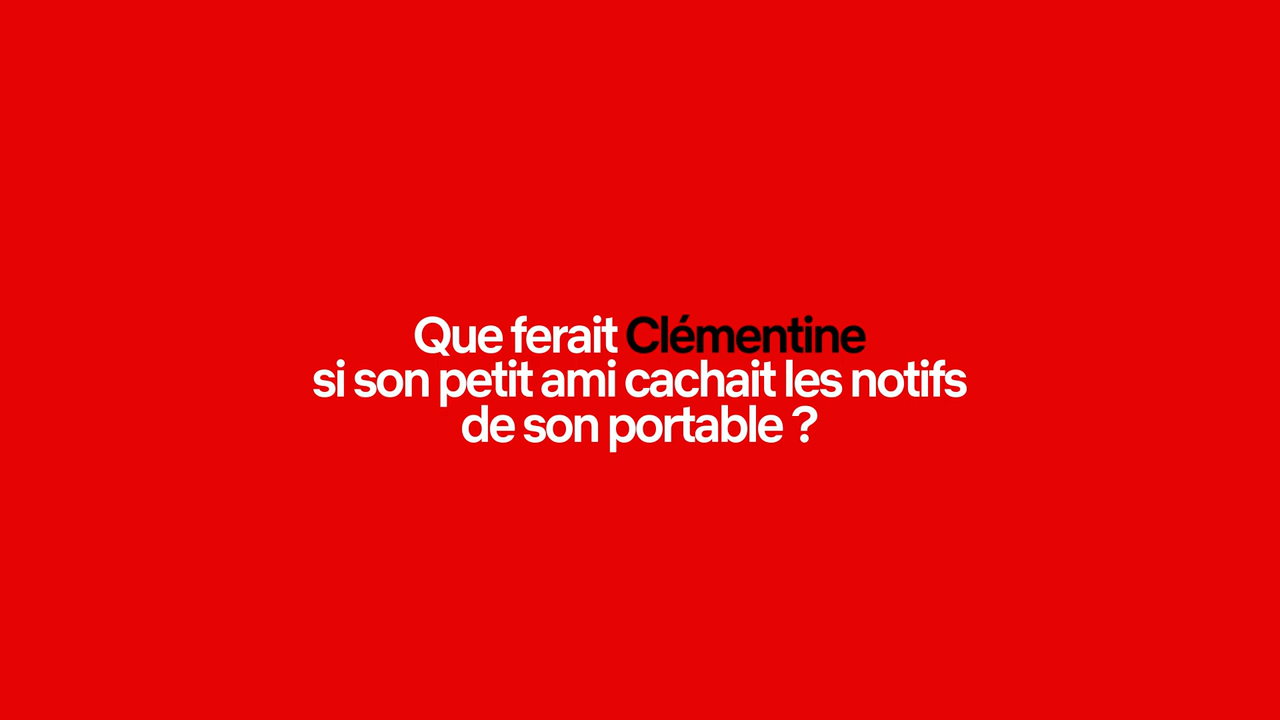 Que ferait Clémentine
si son petit ami cachait les notifs
de son portable ?